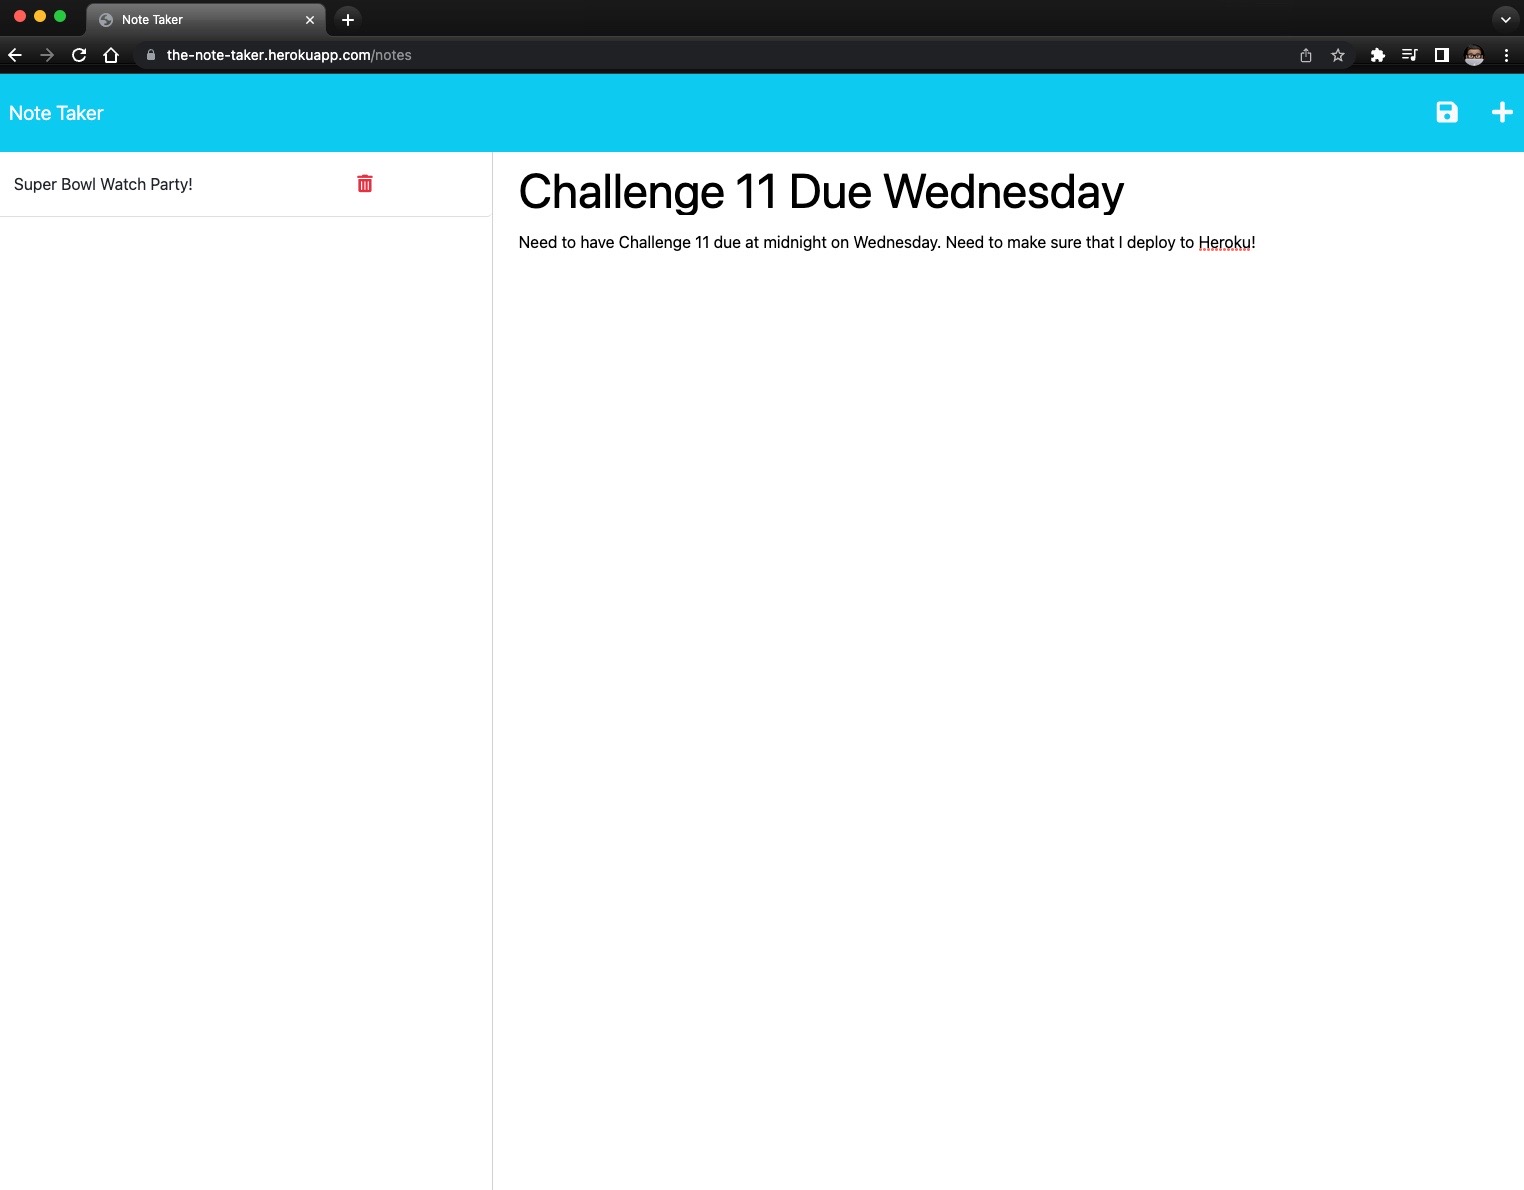 Note Taker
the-note-taker.herokuapp.com/notes
Note Taker
Super Bowl Watch Party!
Challenge 11 Due Wednesday
Need to have Challenge 11 due at midnight on Wednesday. Need to make sure that I deploy to Heroku!